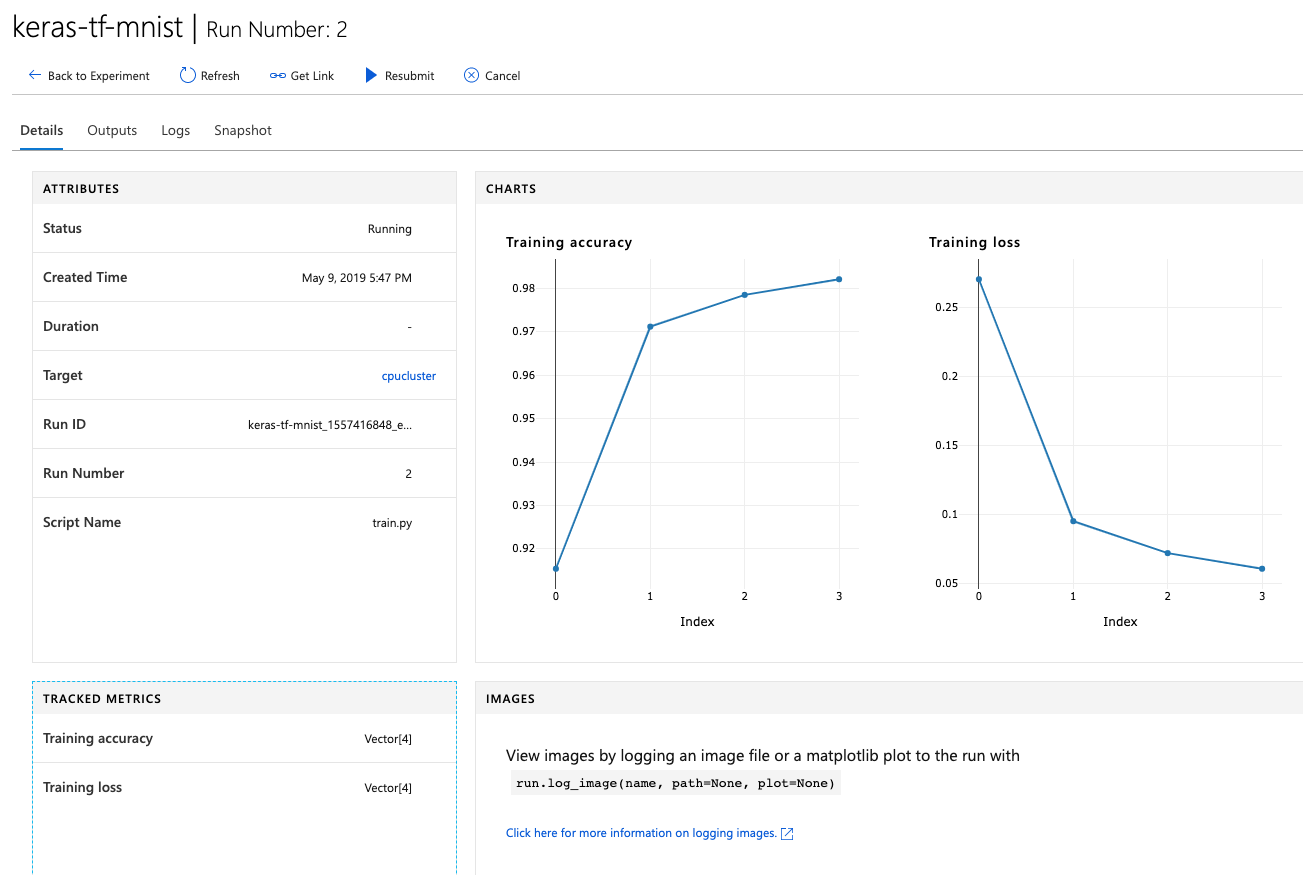 keras-tf-mnist | Run Number: 2
Back to Experiment Refresh Get Link Resubmit Cancel
Details Outputs Logs Snapshot
ATTRIBUTES
Status Running
Created Time May 9, 2019 5:47 PM
Duration -
Target cpucluster
Run ID keras-tf-mnist_1557416848_e...
Run Number 2
Script Name train.py
CHARTS
Training accuracy
0.98
0.97
0.96
0.95
0.94
0.93
0.92
0 1 2 3
Index
Training loss
0.25
0.2
0.15
0.1
0.05
0 1 2 3
Index
TRACKED METRICS
Training accuracy Vector[4]
Training loss Vector[4]
IMAGES
View images by logging an image file or a matplotlib plot to the run with
run.log_image(name, path=None, plot=None)
Click here for more information on logging images.